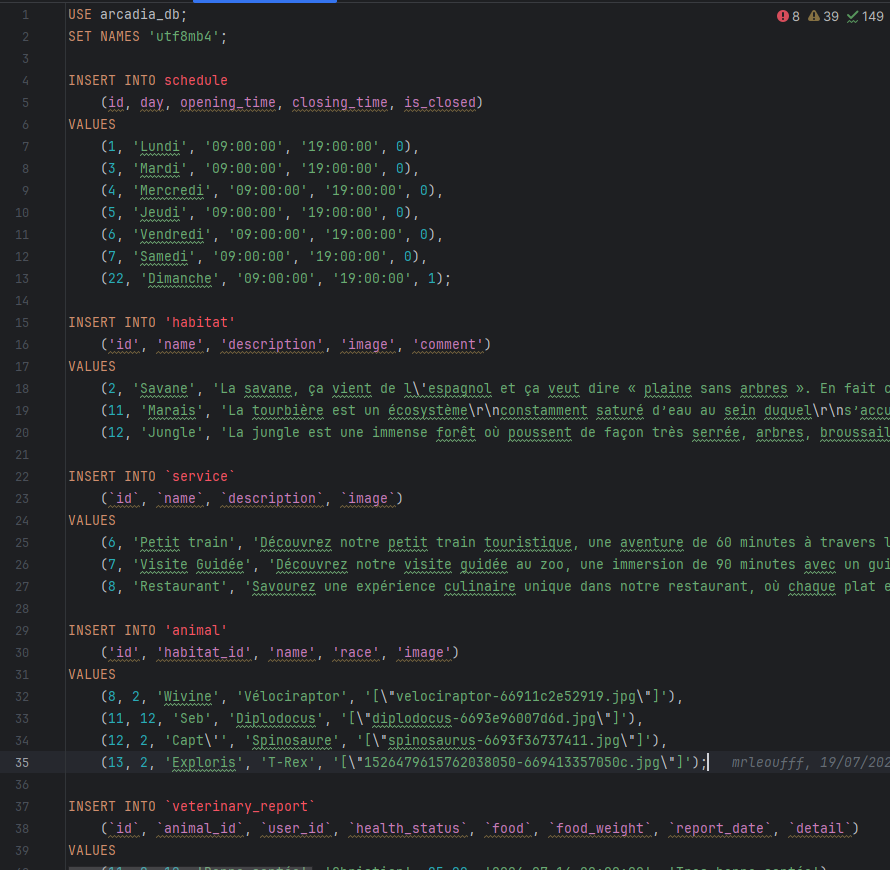 8 39 149
1 USE arcadia_db;
2 SET NAMES 'utf8mb4';
3
4 INSERT INTO schedule
5 (id, day, opening_time, closing_time, is_closed)
6 VALUES
7 (1, 'Lundi', '09:00:00', '19:00:00', 0),
8 (3, 'Mardi', '09:00:00', '19:00:00', 0),
9 (4, 'Mercredi', '09:00:00', '19:00:00', 0),
10 (5, 'Jeudi', '09:00:00', '19:00:00', 0),
11 (6, 'Vendredi', '09:00:00', '19:00:00', 0),
12 (7, 'Samedi', '09:00:00', '19:00:00', 0),
13 (22, 'Dimanche', '09:00:00', '19:00:00', 1);
14
15 INSERT INTO 'habitat'
16 ('id', 'name', 'description', 'image', 'comment')
17 VALUES
18 (2, 'Savane', 'La savane, ça vient de l\'espagnol et ça veut dire « plaine sans arbres ». En fait c
19 (11, 'Marais', 'La tourbière est un écosystème\r\nconstamment saturé d'eau au sein duquel\r\ns'accu
20 (12, 'Jungle', 'La jungle est une immense forêt où poussent de façon très serrée, arbres, broussail
21
22 INSERT INTO `service`
23 (`id`, `name`, `description`, `image`)
24 VALUES
25 (6, 'Petit train', 'Découvrez notre petit train touristique, une aventure de 60 minutes à travers l
26 (7, 'Visite Guidée', 'Découvrez notre visite guidée au zoo, une immersion de 90 minutes avec un gui
27 (8, 'Restaurant', 'Savourez une expérience culinaire unique dans notre restaurant, où chaque plat e
28
29 INSERT INTO 'animal'
30 ('id', 'habitat_id', 'name', 'race', 'image')
31 VALUES
32 (8, 2, 'Wivine', 'Vélociraptor', '[\"velociraptor-66911c2e52919.jpg\"]'),
33 (11, 12, 'Seb', 'Diplodocus', '[\"diplodocus-6693e96007d6d.jpg\"]'),
34 (12, 2, 'Capt\'', 'Spinosaure', '[\"spinosaurus-6693f36737411.jpg\"]'),
35 (13, 2, 'Exploris', 'T-Rex', '[\"1526479615762038050-669413357050c.jpg\"]'); mrleoufff, 19/07/202
36
37 INSERT INTO `veterinary_report`
38 (`id`, `animal_id`, `user_id`, `health_status`, `food`, `food_weight`, `report_date`, `detail`)
39 VALUES